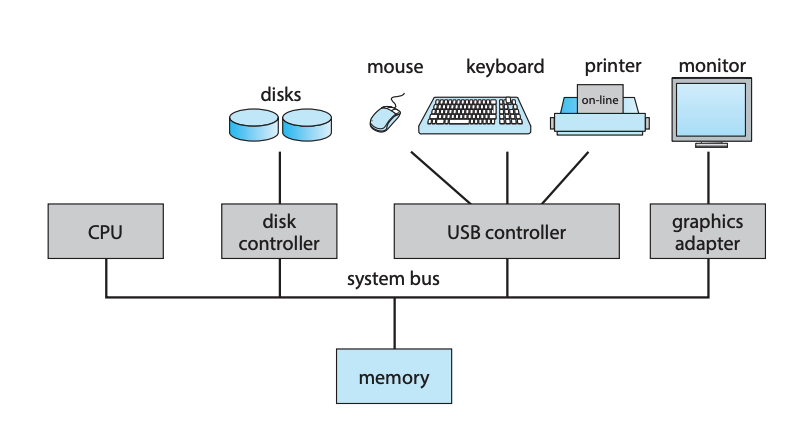 mouse
keyboard
printer
monitor
disks
on-line
CPU
disk
controller
USB controller
graphics
adapter
system bus
memory